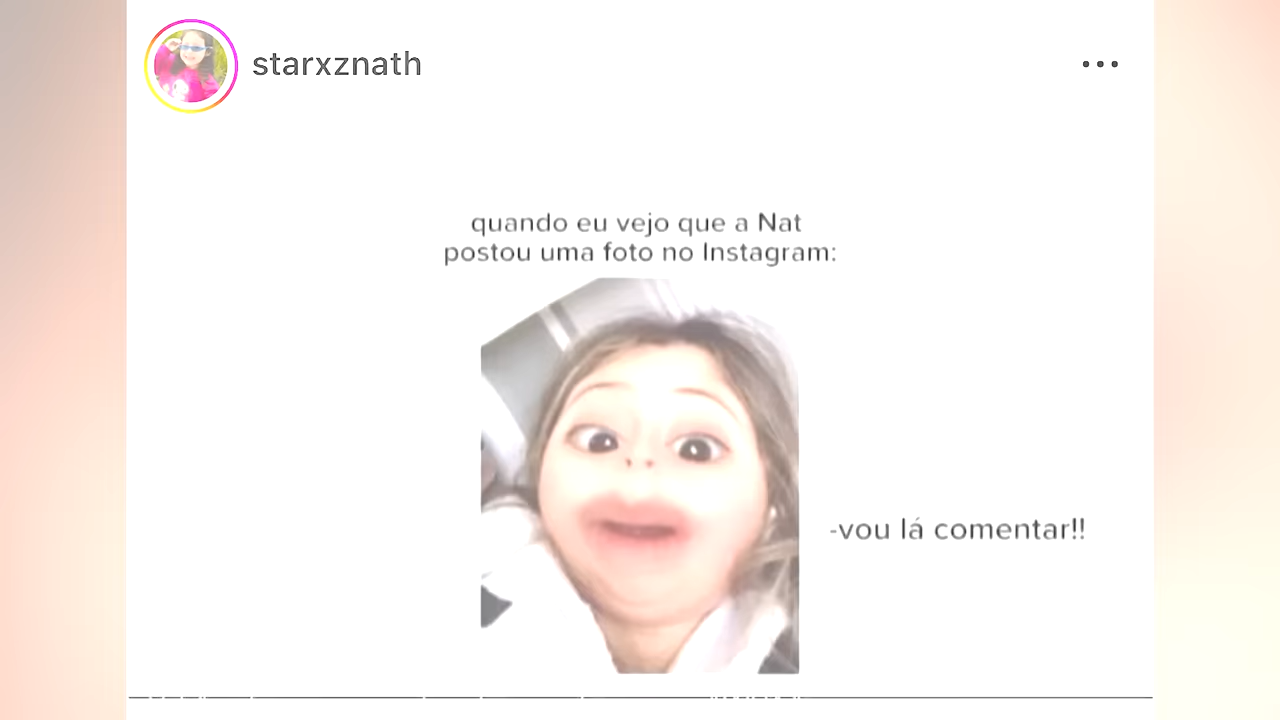 starxznath
quando eu vejo que a Nat
postou uma foto no Instagram:
-vou lá comentar!!